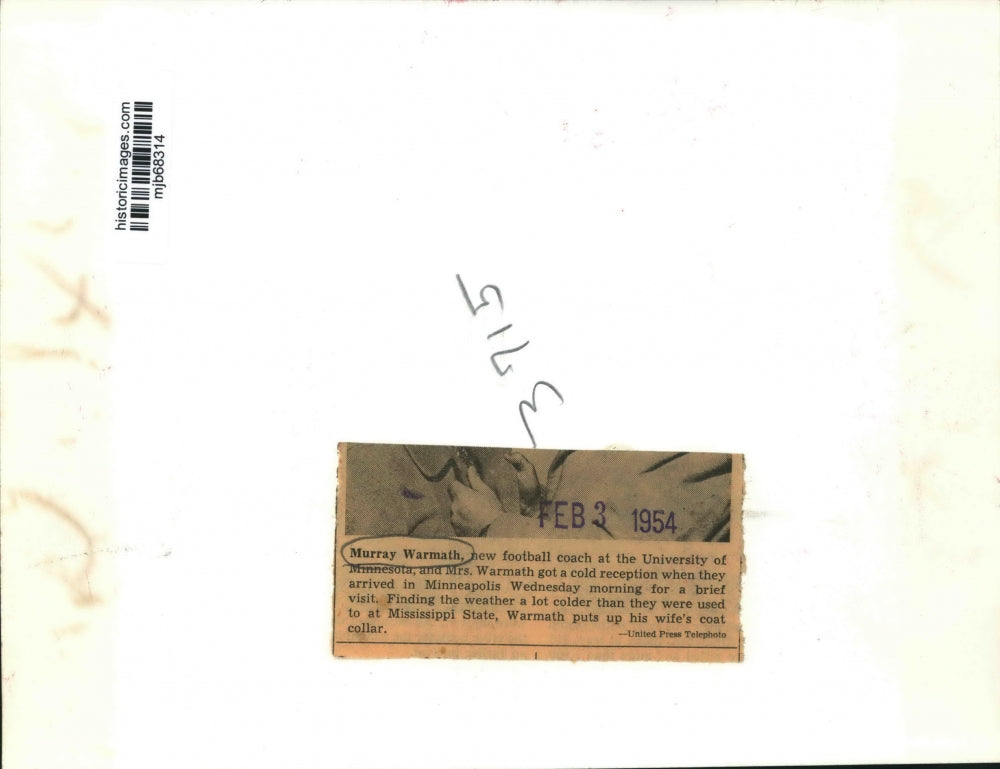 historicimages.com
mjb68314
FEB 3 1954
Murray Warmath, new football coach at the University of
Minnesota, and Mrs. Warmath got a cold reception when they
arrived in Minneapolis Wednesday morning for a brief
visit. Finding the weather a lot colder than they were used
to at Mississippi State, Warmath puts up his wife's coat
collar.
—United Press Telephoto